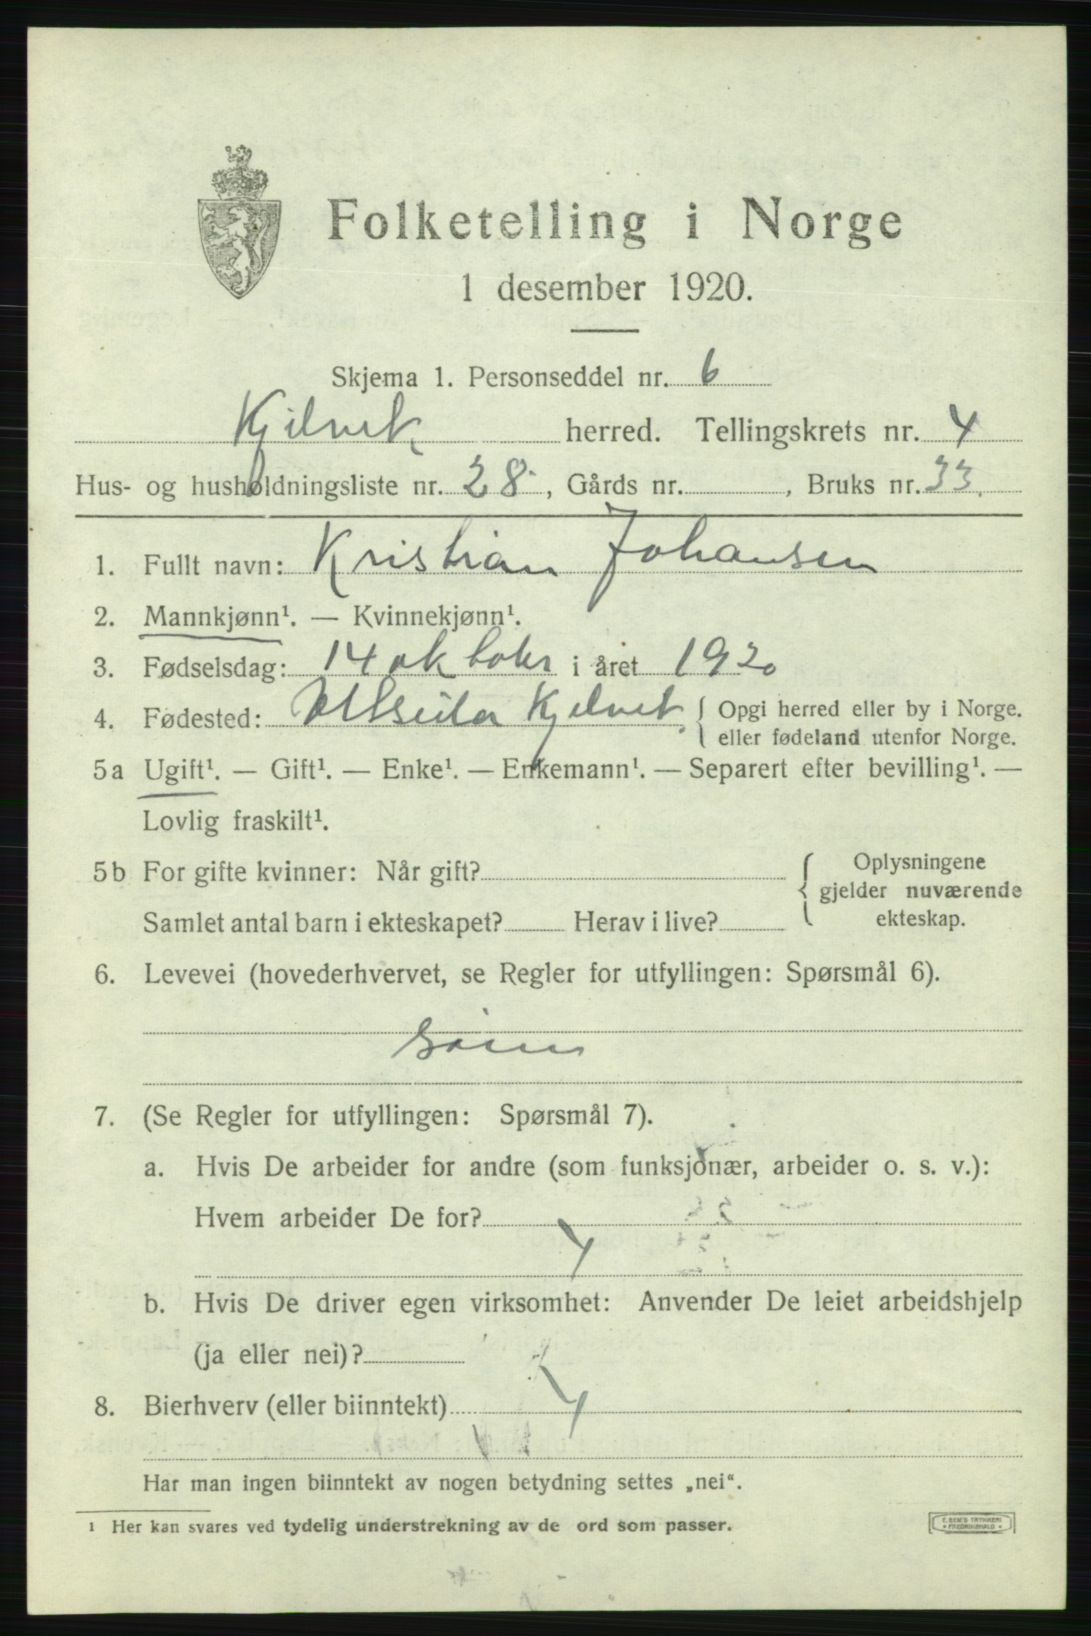 Folketelling i Norge
1 desember 1920.
Skjema 1. Personseddel nr. 6
Kjelvik herred. Tellingskrets nr. 4
Hus- og husholdningsliste nr. 28, Gårds nr. , Bruks nr. 33.
1. Fullt navn: Kristian Johansen
2. Mannkjønn¹. — Kvinnekjønn¹.
3. Fødselsdag: 14 oktober i året 1920
4. Fødested: Kjelvik { Opgi herred eller by i Norge.
eller fødeland utenfor Norge.
5a Ugift¹. — Gift¹. — Enke¹. — Enkemann¹. — Separert efter bevilling¹. —
Lovlig fraskilt¹.
5b For gifte kvinner: Når gift? { Oplysningene
gjelder nuværende
Samlet antal barn i ekteskapet? Herav i live? ekteskap.
6. Levevei (hovederhvervet, se Regler for utfyllingen: Spørsmål 6).
Sønn
7. (Se Regler for utfyllingen: Spørsmål 7).
a. Hvis De arbeider for andre (som funksjonær, arbeider o. s. v.):
Hvem arbeider De for?
b. Hvis De driver egen virksomhet: Anvender De leiet arbeidshjelp
(ja eller nei)?
8. Bierhverv (eller biinntekt)
Har man ingen biinntekt av nogen betydning settes „nei“.
¹ Her kan svares ved tydelig understrekning av de ord som passer.